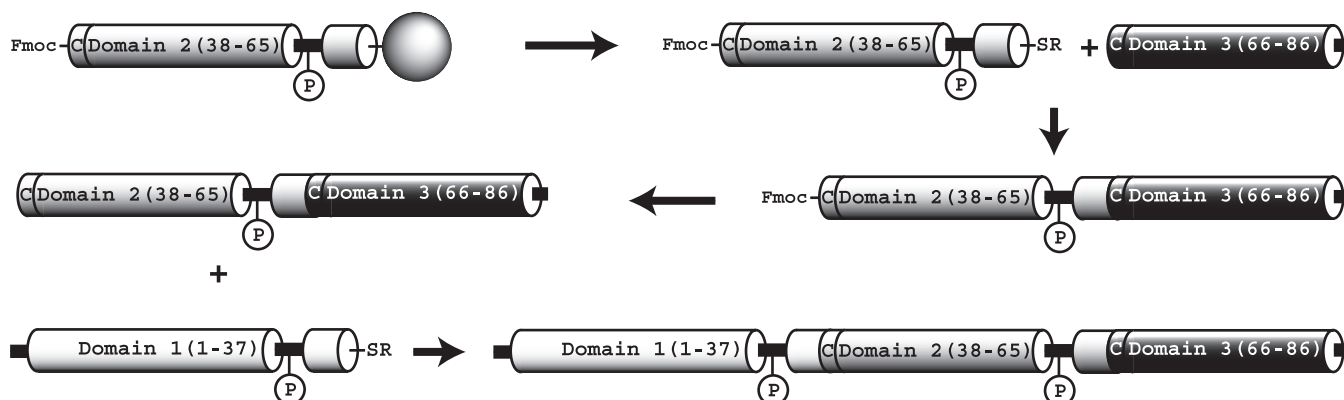 Fmoc C Domain 2(38-65) P
Fmoc C Domain 2(38-65) P SR + C Domain 3(66-86)
C Domain 2(38-65) P C Domain 3(66-86)
Fmoc C Domain 2(38-65) P C Domain 3(66-86)
+
Domain 1(1-37) P SR
Domain 1(1-37) P C Domain 2(38-65) P C Domain 3(66-86)